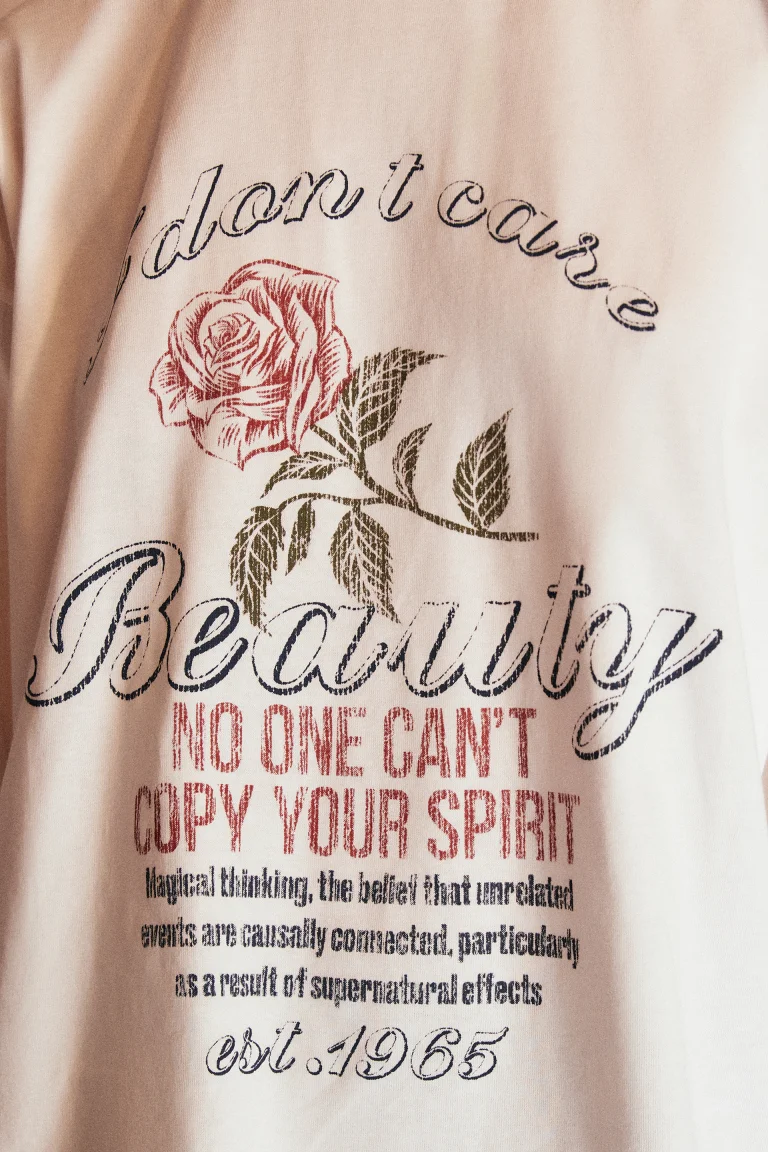 I don't care
Beauty
NO ONE CAN'T
COPY YOUR SPIRIT
Magical thinking, the belief that unrelated
events are causally connected, particularly
as a result of supernatural effects
est.1965